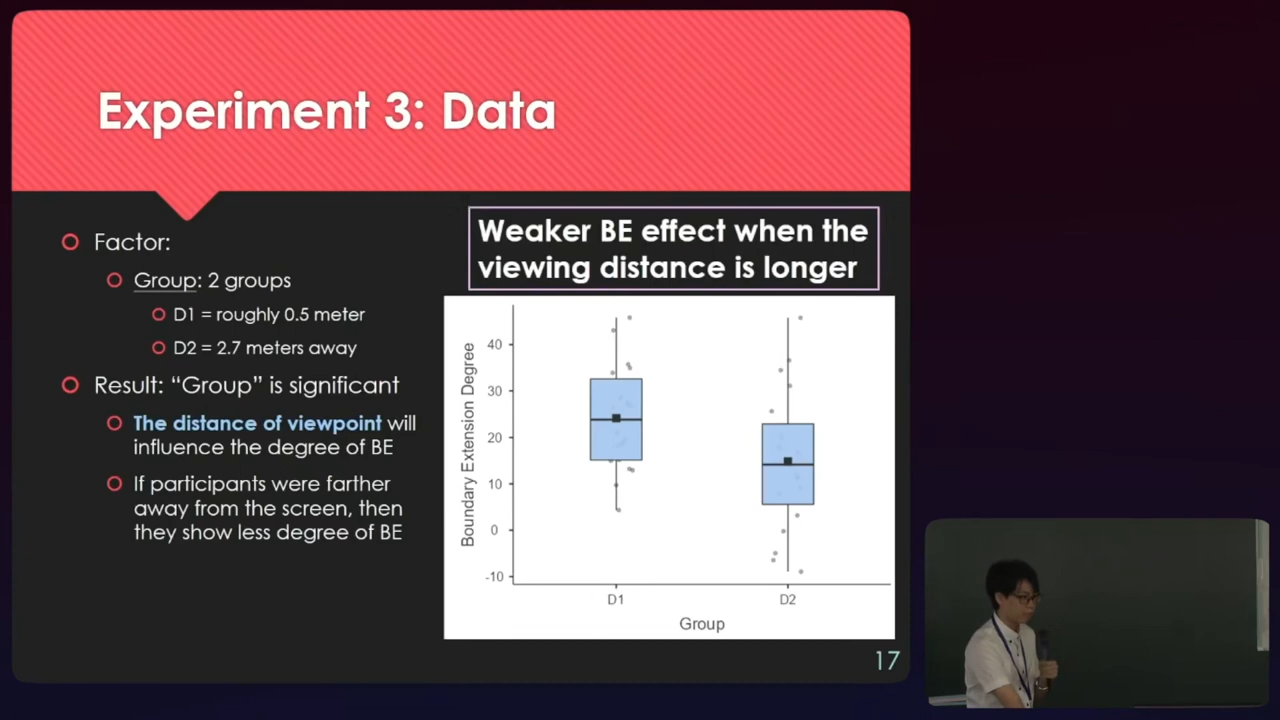 Experiment 3: Data
Factor:
Group: 2 groups
D1 = roughly 0.5 meter
D2 = 2.7 meters away
Result: “Group” is significant
The distance of viewpoint will
influence the degree of BE
If participants were farther
away from the screen, then
they show less degree of BE
Weaker BE effect when the
viewing distance is longer
Boundary Extension Degree
40
30
20
10
0
-10
D1
D2
Group
17